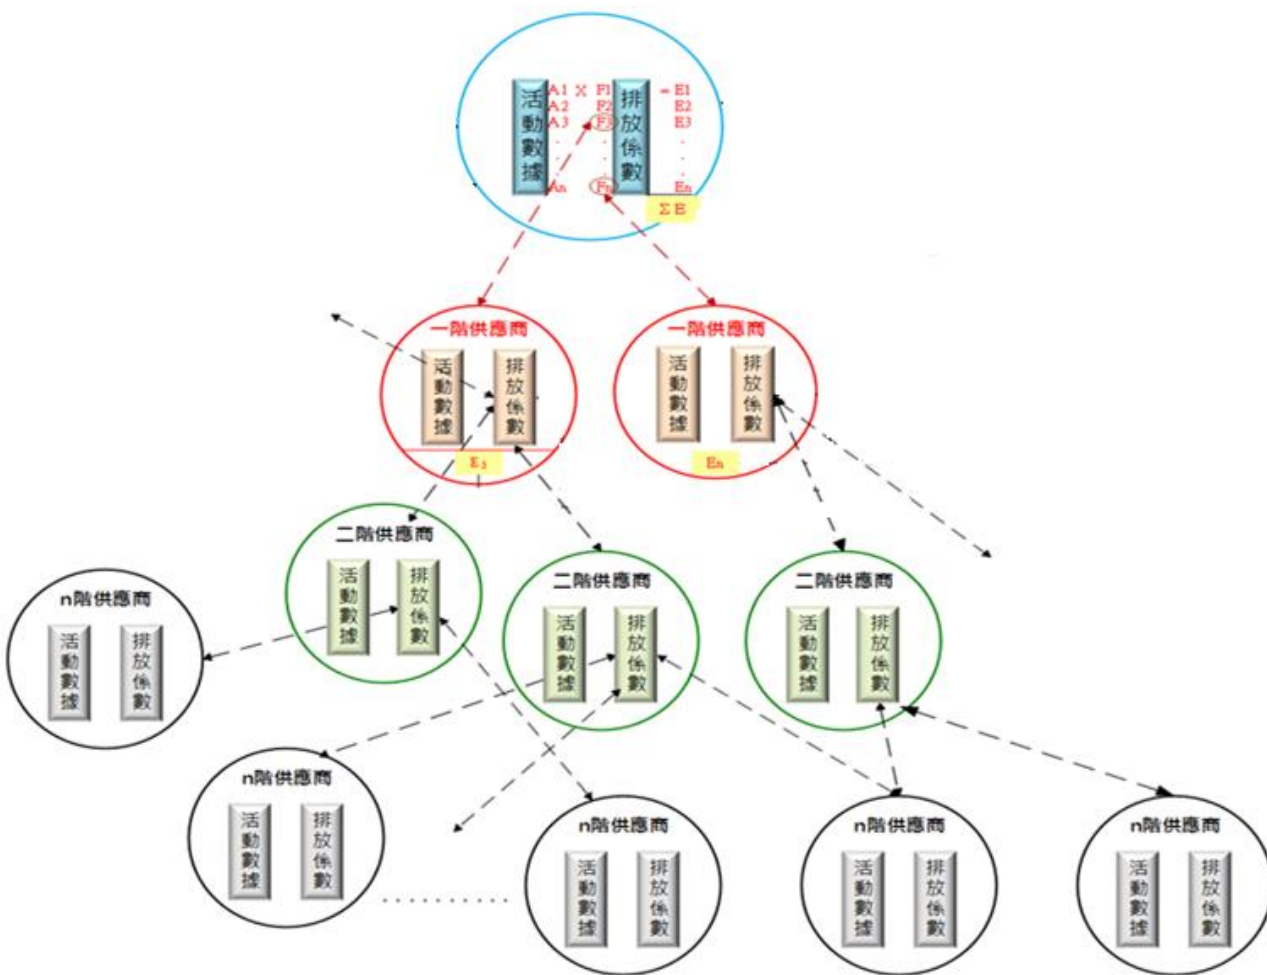 活動數據
排放係數
A1 X F1 = E1
A2 F2 E2
A3 F3 E3
. . .
. . .
An Fn En
ΣE
一階供應商
活動數據
排放係數
E3
一階供應商
活動數據
排放係數
En
二階供應商
活動數據
排放係數
二階供應商
活動數據
排放係數
二階供應商
活動數據
排放係數
n階供應商
活動數據
排放係數
n階供應商
活動數據
排放係數
.........
n階供應商
活動數據
排放係數
n階供應商
活動數據
排放係數
n階供應商
活動數據
排放係數